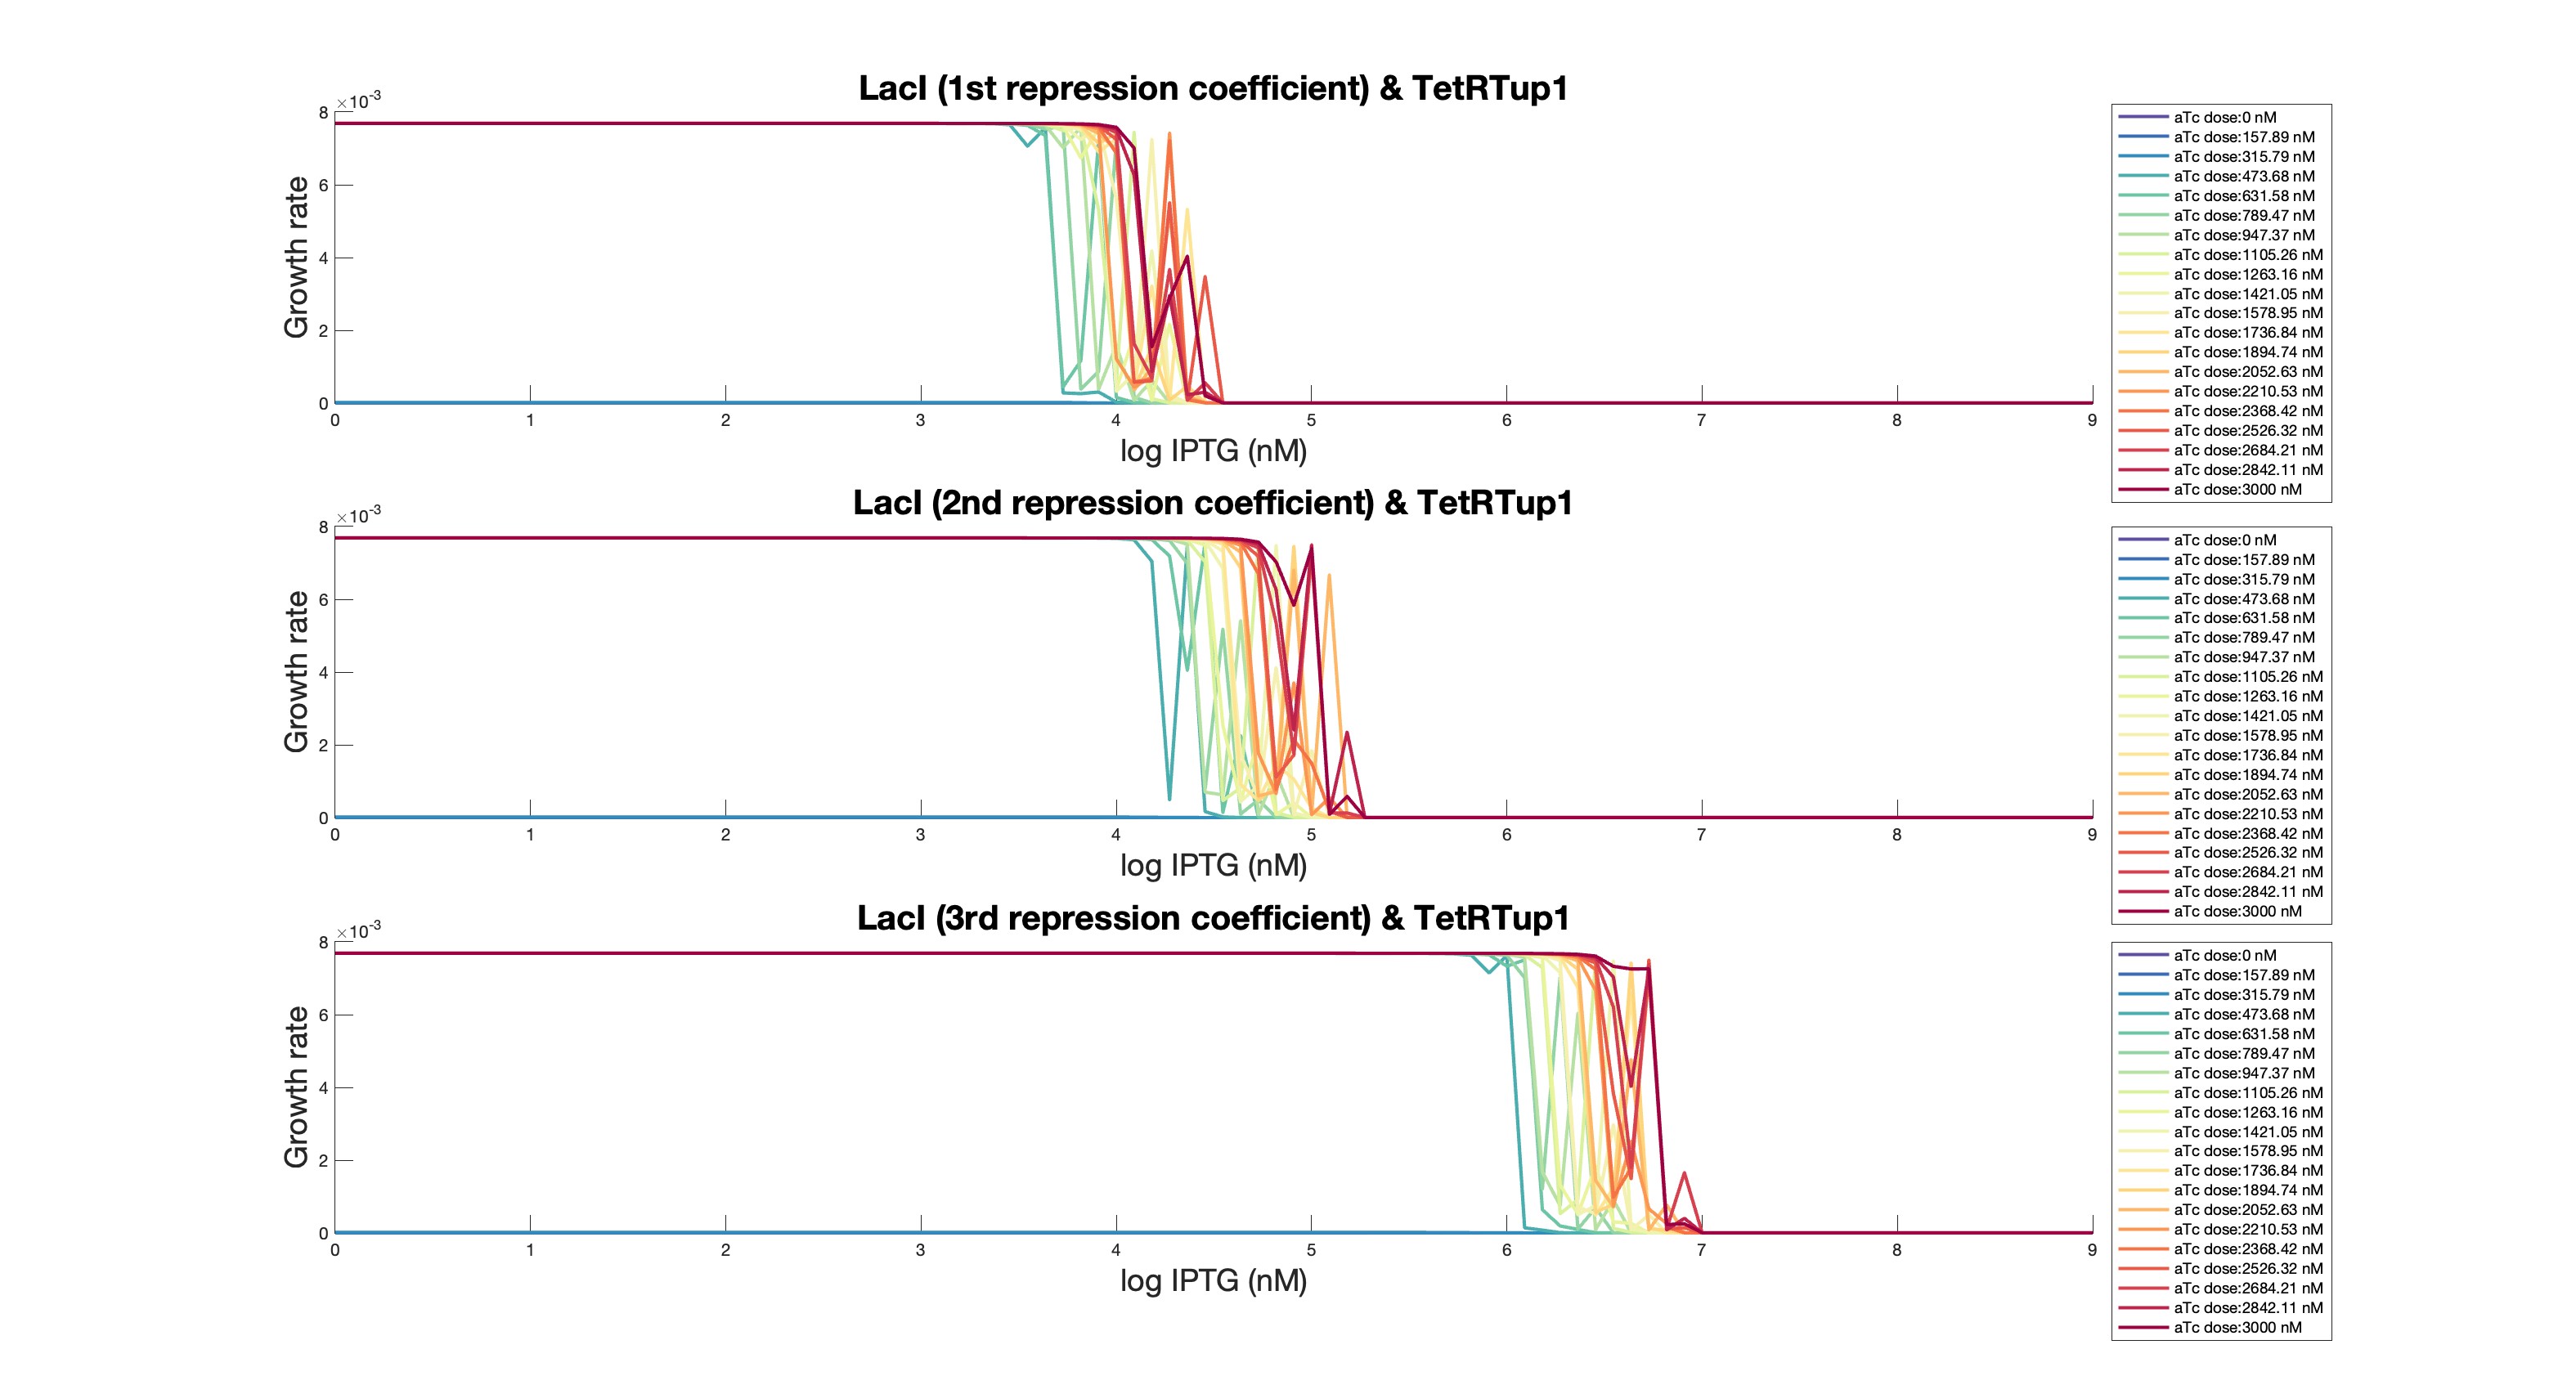 LacI (1st repression coefficient) & TetRTup1
×10-3
8
6
4
2
0
Growth rate
0 1 2 3 4 5 6 7 8 9
log IPTG (nM)
aTc dose:0 nM
aTc dose:157.89 nM
aTc dose:315.79 nM
aTc dose:473.68 nM
aTc dose:631.58 nM
aTc dose:789.47 nM
aTc dose:947.37 nM
aTc dose:1105.26 nM
aTc dose:1263.16 nM
aTc dose:1421.05 nM
aTc dose:1578.95 nM
aTc dose:1736.84 nM
aTc dose:1894.74 nM
aTc dose:2052.63 nM
aTc dose:2210.53 nM
aTc dose:2368.42 nM
aTc dose:2526.32 nM
aTc dose:2684.21 nM
aTc dose:2842.11 nM
aTc dose:3000 nM
LacI (2nd repression coefficient) & TetRTup1
×10-3
8
6
4
2
0
Growth rate
0 1 2 3 4 5 6 7 8 9
log IPTG (nM)
aTc dose:0 nM
aTc dose:157.89 nM
aTc dose:315.79 nM
aTc dose:473.68 nM
aTc dose:631.58 nM
aTc dose:789.47 nM
aTc dose:947.37 nM
aTc dose:1105.26 nM
aTc dose:1263.16 nM
aTc dose:1421.05 nM
aTc dose:1578.95 nM
aTc dose:1736.84 nM
aTc dose:1894.74 nM
aTc dose:2052.63 nM
aTc dose:2210.53 nM
aTc dose:2368.42 nM
aTc dose:2526.32 nM
aTc dose:2684.21 nM
aTc dose:2842.11 nM
aTc dose:3000 nM
LacI (3rd repression coefficient) & TetRTup1
×10-3
8
6
4
2
0
Growth rate
0 1 2 3 4 5 6 7 8 9
log IPTG (nM)
aTc dose:0 nM
aTc dose:157.89 nM
aTc dose:315.79 nM
aTc dose:473.68 nM
aTc dose:631.58 nM
aTc dose:789.47 nM
aTc dose:947.37 nM
aTc dose:1105.26 nM
aTc dose:1263.16 nM
aTc dose:1421.05 nM
aTc dose:1578.95 nM
aTc dose:1736.84 nM
aTc dose:1894.74 nM
aTc dose:2052.63 nM
aTc dose:2210.53 nM
aTc dose:2368.42 nM
aTc dose:2526.32 nM
aTc dose:2684.21 nM
aTc dose:2842.11 nM
aTc dose:3000 nM